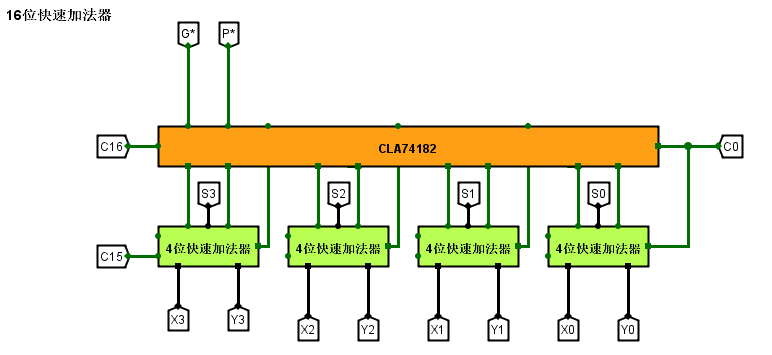 16位快速加法器
G* P*
C16 CLA74182 C0
S3 S2 S1 S0
4位快速加法器 4位快速加法器 4位快速加法器 4位快速加法器
C15
X3 Y3 X2 Y2 X1 Y1 X0 Y0